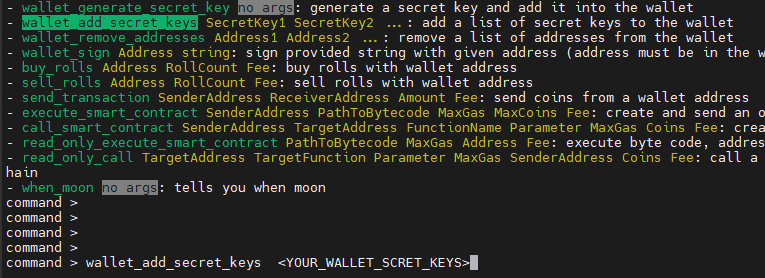 - wallet_generate_secret_key no args: generate a secret key and add it into the wallet
- wallet_add_secret_keys SecretKey1 SecretKey2 ...: add a list of secret keys to the wallet
- wallet_remove_addresses Address1 Address2 ...: remove a list of addresses from the wallet
- wallet_sign Address string: sign provided string with given address (address must be in the w
- buy_rolls Address RollCount Fee: buy rolls with wallet address
- sell_rolls Address RollCount Fee: sell rolls with wallet address
- send_transaction SenderAddress ReceiverAddress Amount Fee: send coins from a wallet address
- execute_smart_contract SenderAddress PathToBytecode MaxGas MaxCoins Fee: create and send an o
- call_smart_contract SenderAddress TargetAddress FunctionName Parameter MaxGas Coins Fee: crea
- read_only_execute_smart_contract PathToBytecode MaxGas Address Fee: execute byte code, addres
- read_only_call TargetAddress TargetFunction Parameter MaxGas SenderAddress Coins Fee: call a
hain
- when_moon no args: tells you when moon
command >
command >
command >
command >
command > wallet_add_secret_keys  <YOUR_WALLET_SCRET_KEYS>